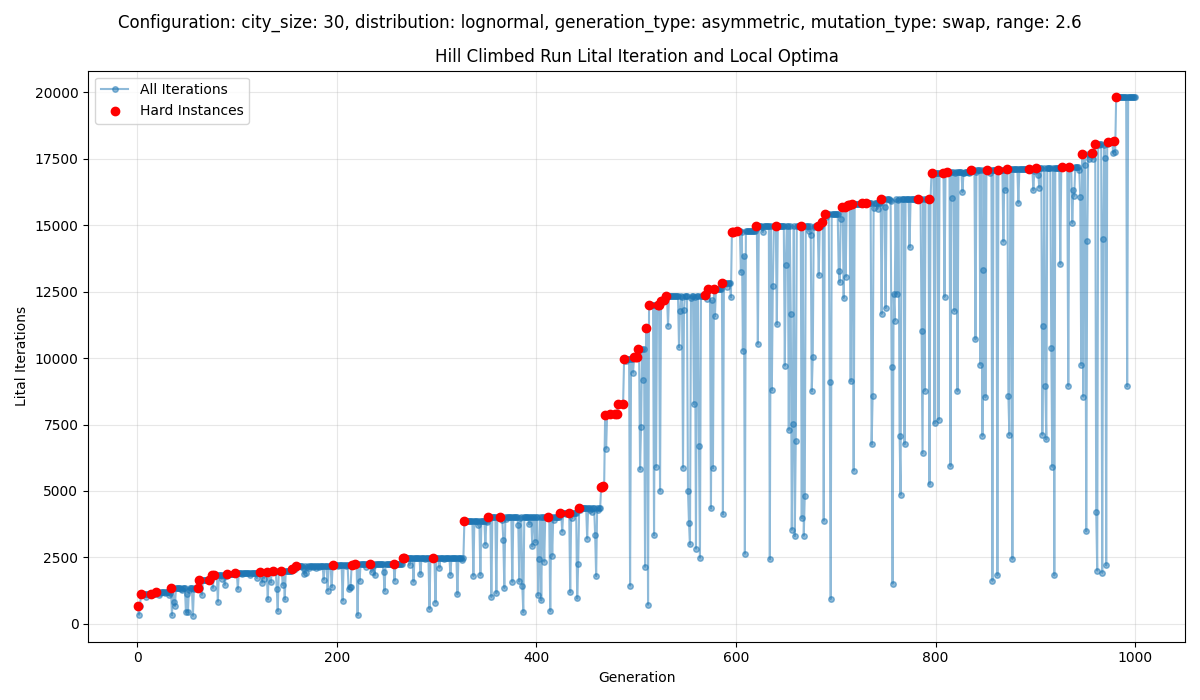 Configuration: city_size: 30, distribution: lognormal, generation_type: asymmetric, mutation_type: swap, range: 2.6
Hill Climbed Run Lital Iteration and Local Optima
All Iterations
Hard Instances
20000
17500
15000
12500
10000
7500
5000
2500
0
Lital Iterations
0 200 400 600 800 1000
Generation